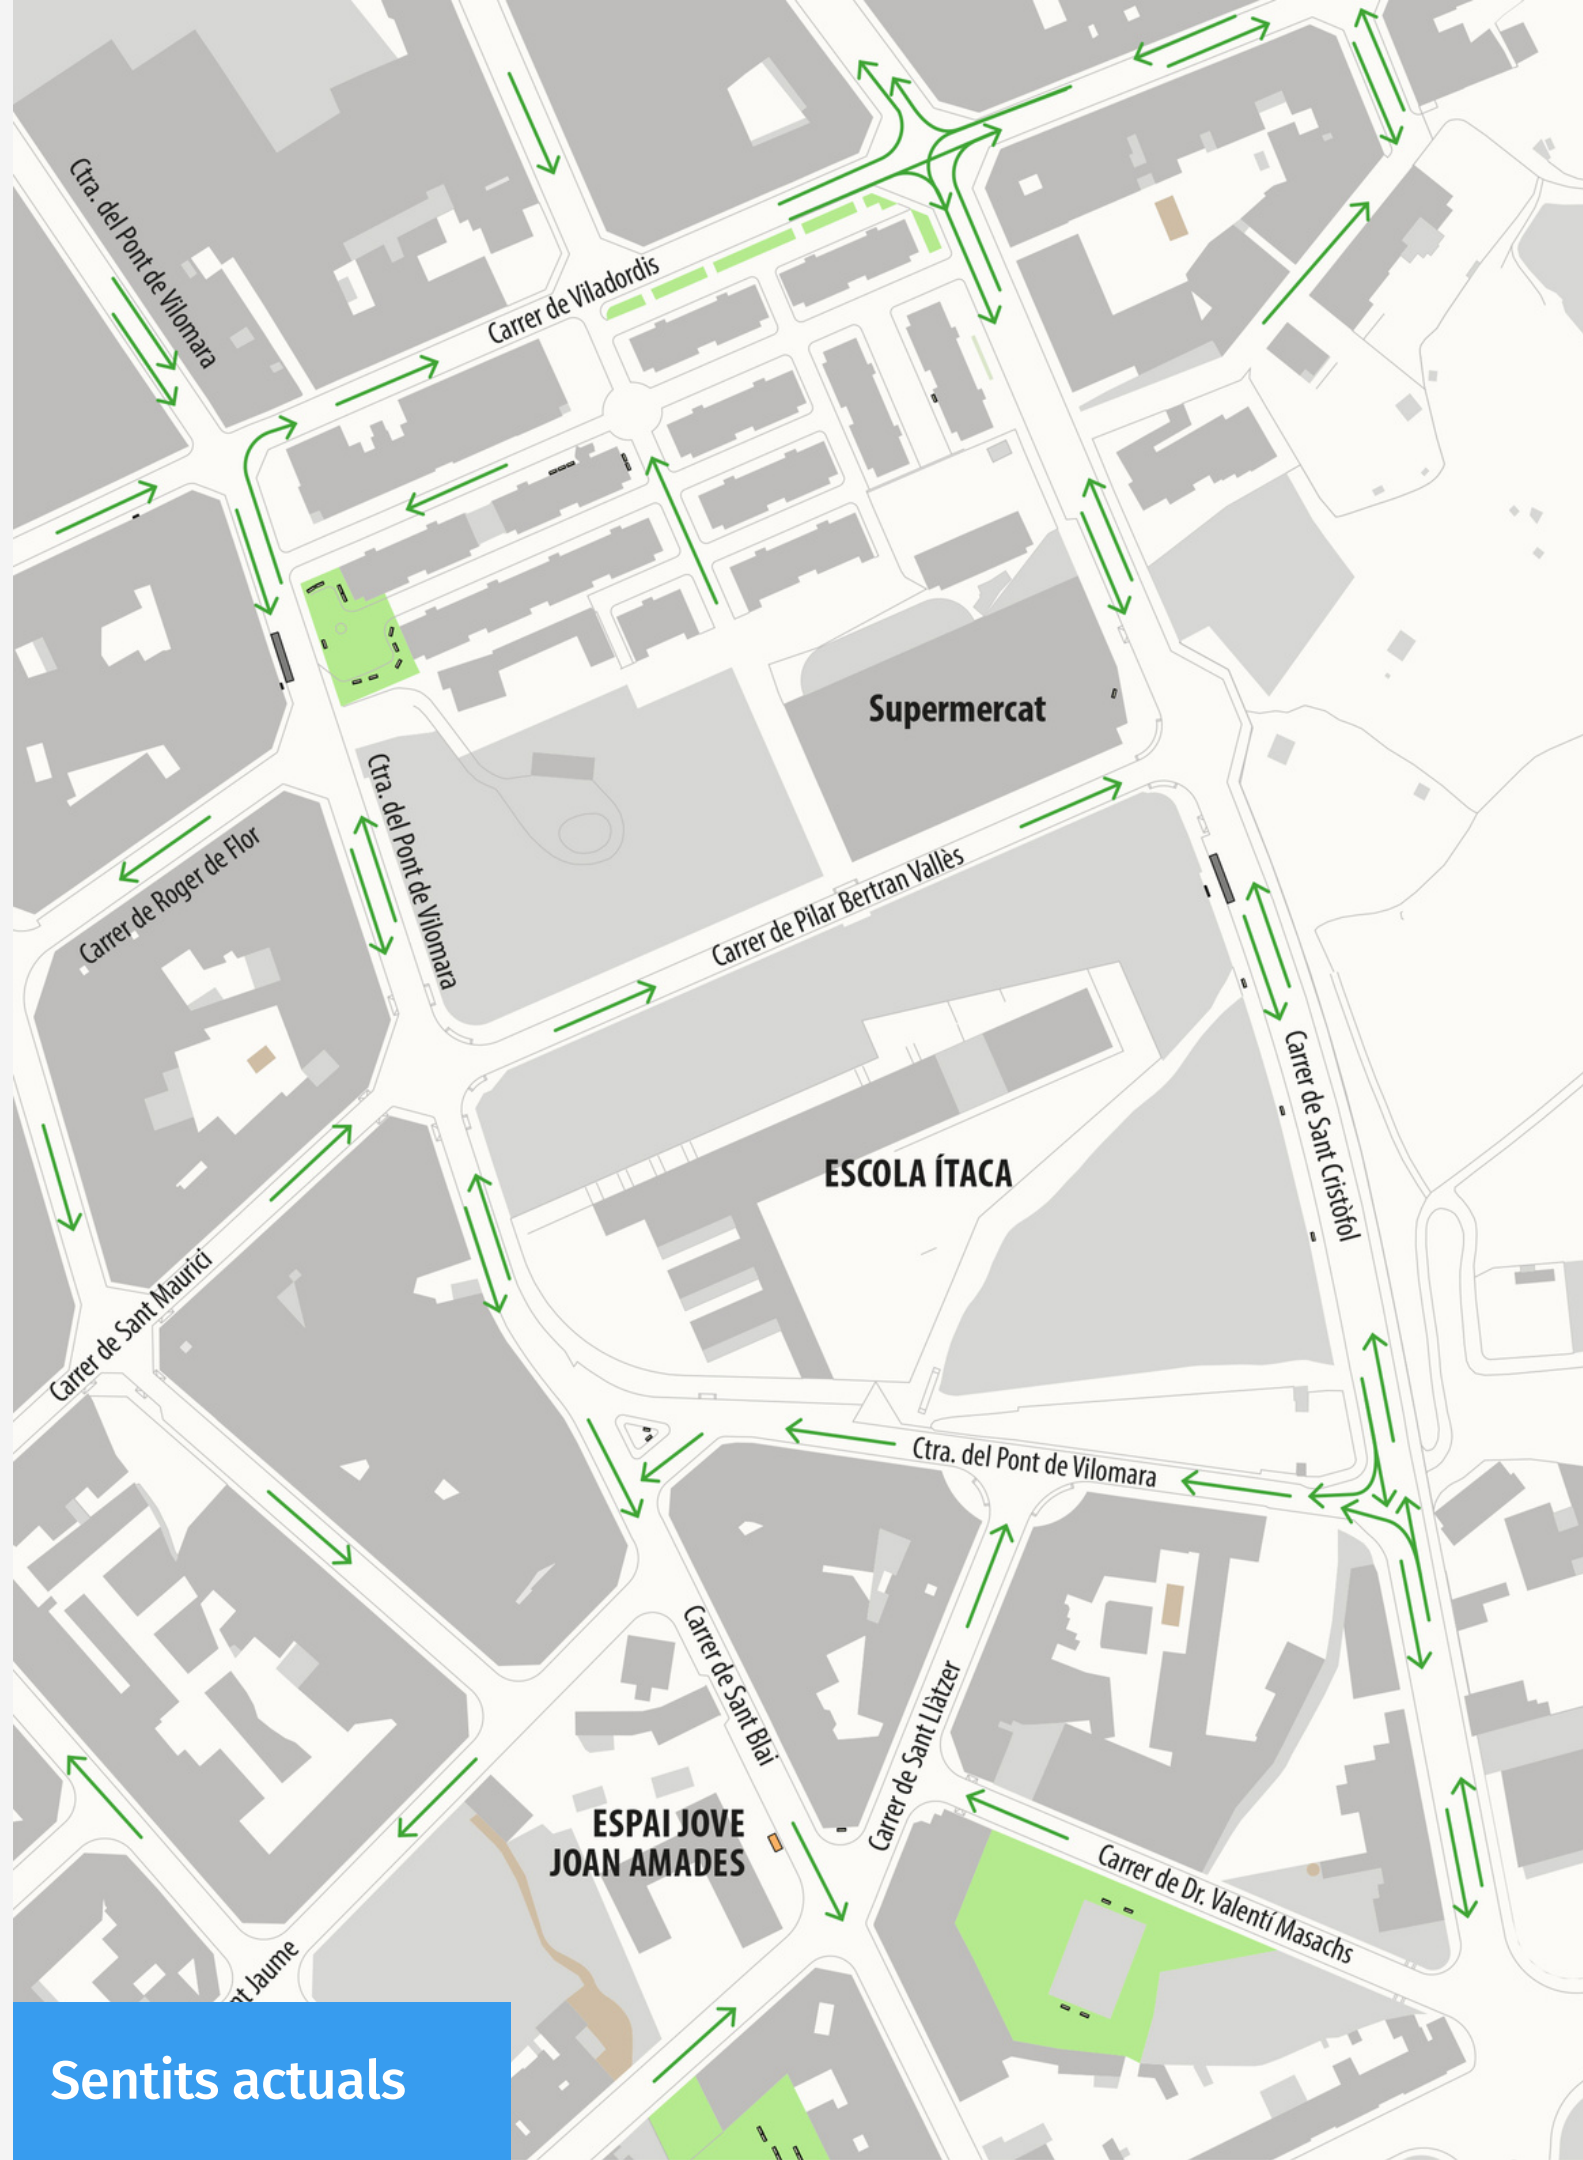 Ctra. del Pont de Vilomara
Carrer de Viladordis
Supermercat
Ctra. del Pont de Vilomara
Carrer de Roger de Flor
Carrer de Pilar Bertran Vallès
Carrer de Sant Cristòfol
ESCOLA ÍTACA
Carrer de Sant Maurici
Ctra. del Pont de Vilomara
Carrer de Sant Blai
Carrer de Sant Llàtzer
ESPAI JOVE
JOAN AMADES
Carrer de Dr. Valentí Masachs
nt Jaume
Sentits actuals